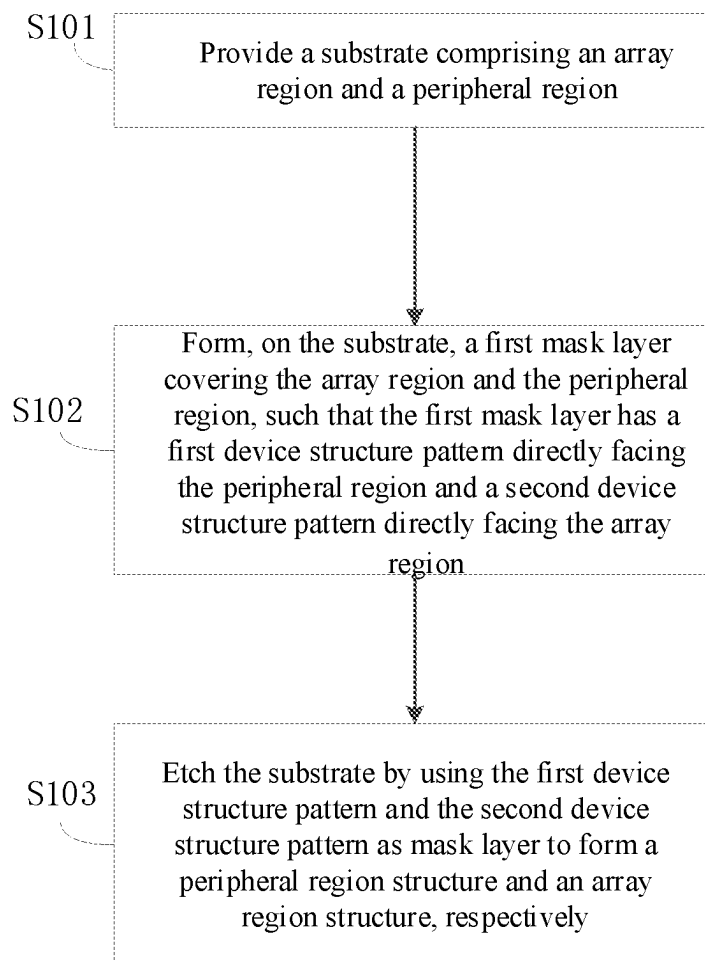 S101
Provide a substrate comprising an array
region and a peripheral region
S102
Form, on the substrate, a first mask layer
covering the array region and the peripheral
region, such that the first mask layer has a
first device structure pattern directly facing
the peripheral region and a second device
structure pattern directly facing the array
region
S103
Etch the substrate by using the first device
structure pattern and the second device
structure pattern as mask layer to form a
peripheral region structure and an array
region structure, respectively